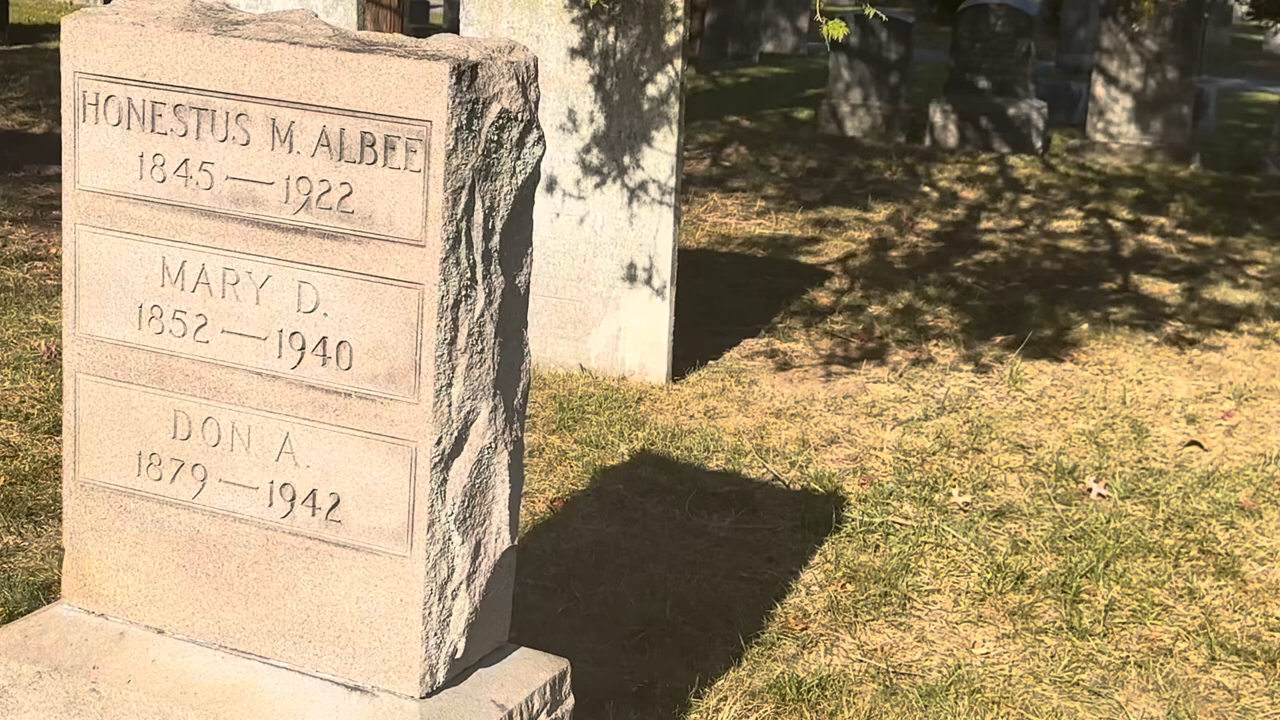 HONESTUS M. ALBEE
1845 — 1922
MARY D.
1852 — 1940
DON A.
1879 — 1942